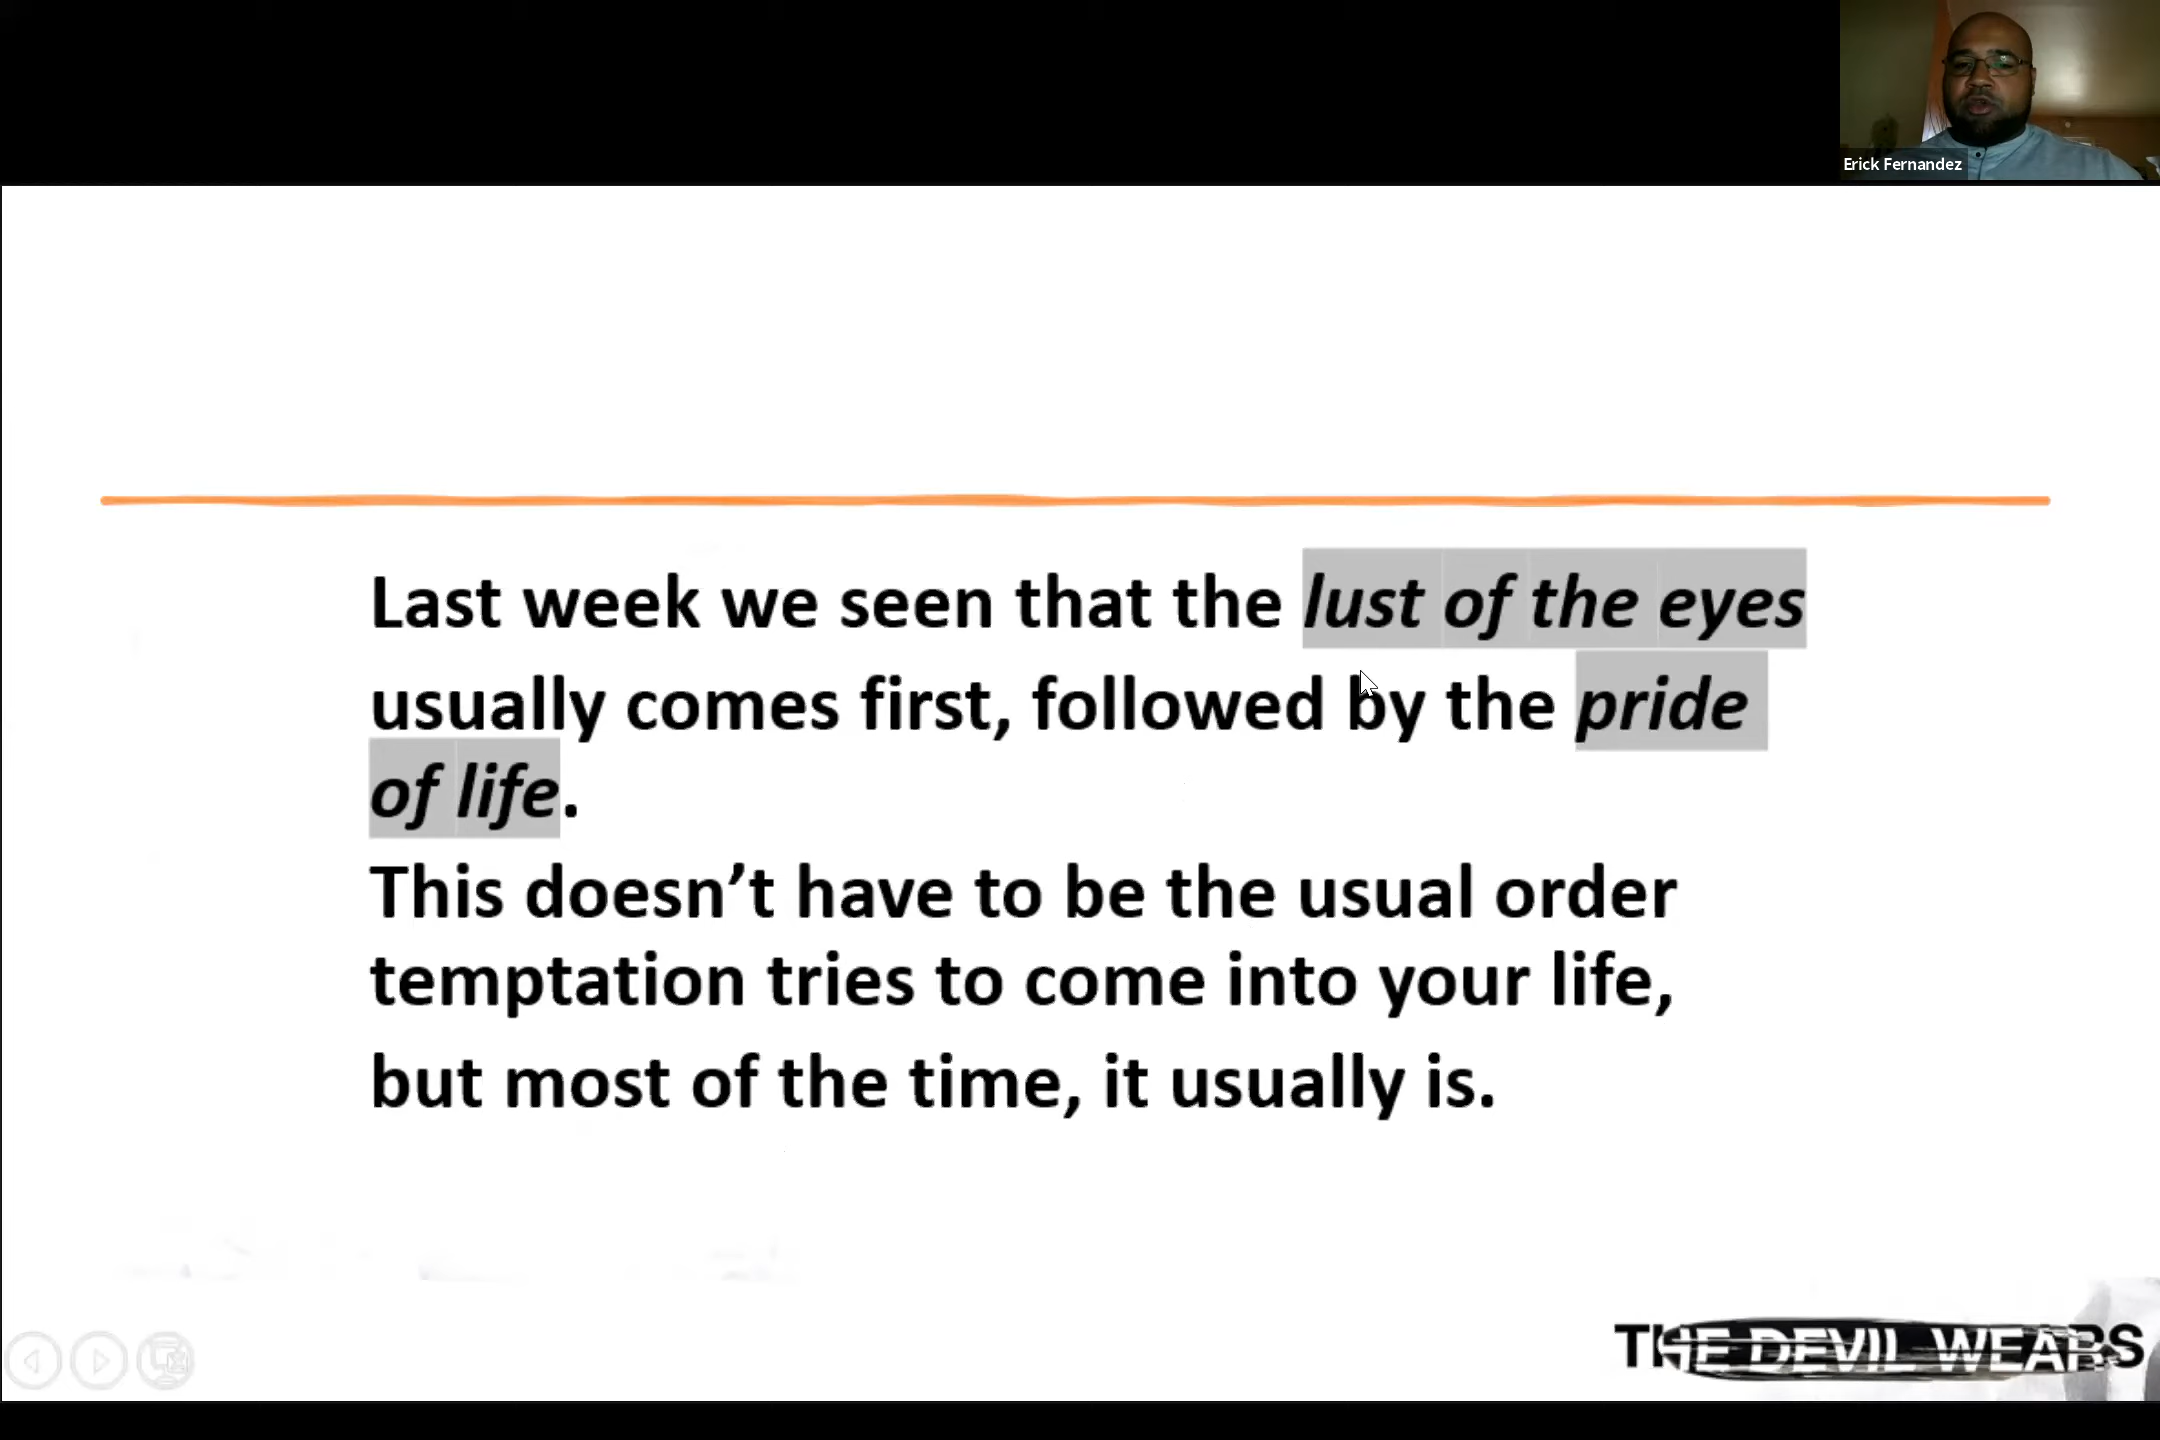 Erick Fernandez
Last week we seen that the lust of the eyes
usually comes first, followed by the pride
of life.
This doesn’t have to be the usual order
temptation tries to come into your life,
but most of the time, it usually is.
THE DEVIL WEARS